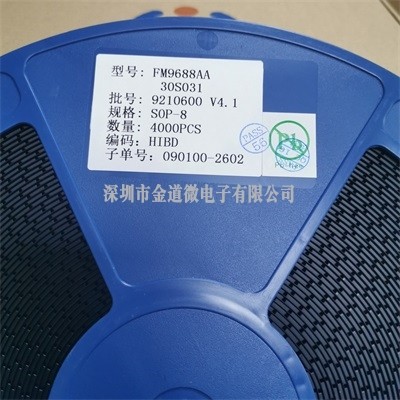 型号: FM9688AA
30S031
批号: 9210600 V4.1
规格: SOP-8
数量: 4000PCS
编码: HIBD
子单号: 090100-2602
PASS
Pb
深圳市金道微电子有限公司